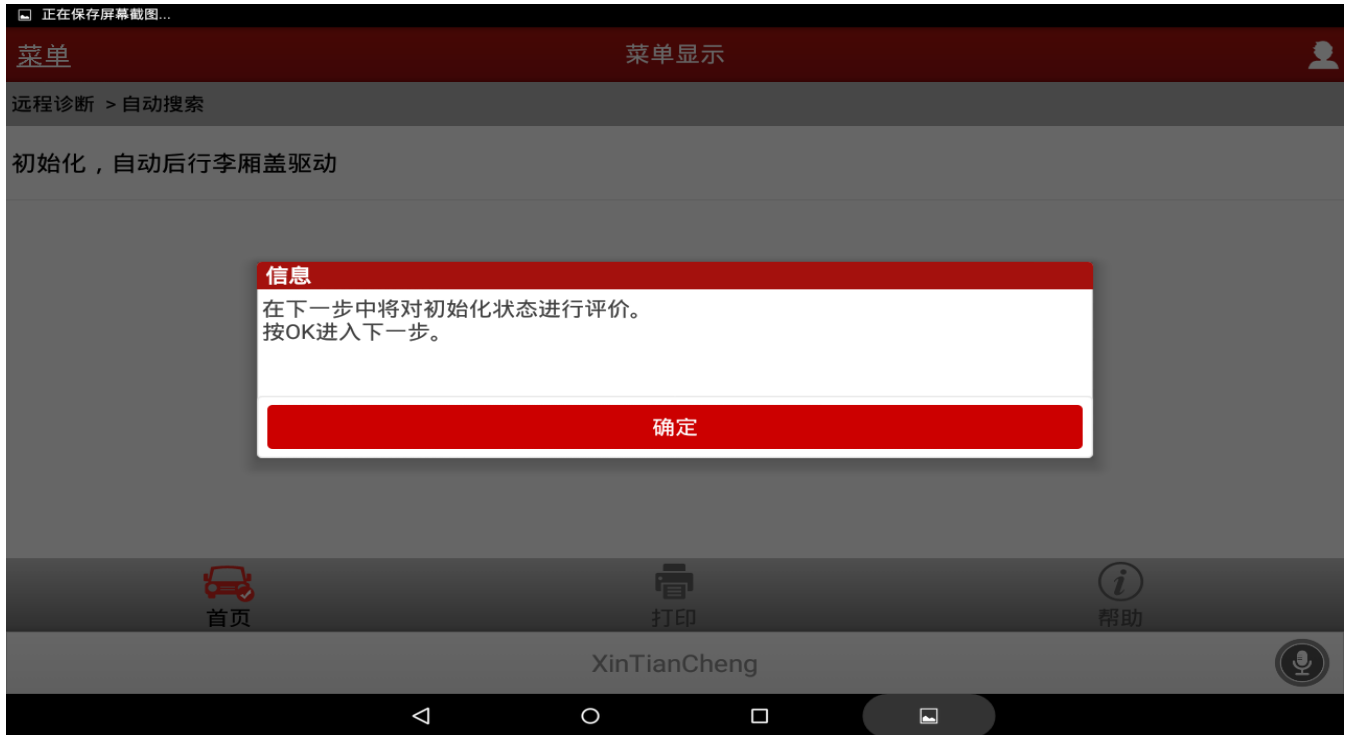 正在保存屏幕截图...
菜单
菜单显示
远程诊断 >自动搜索
初始化，自动后行李厢盖驱动
信息
在下一步中将对初始化状态进行评价。
按OK进入下一步。
确定
首页
打印
帮助
XinTianCheng